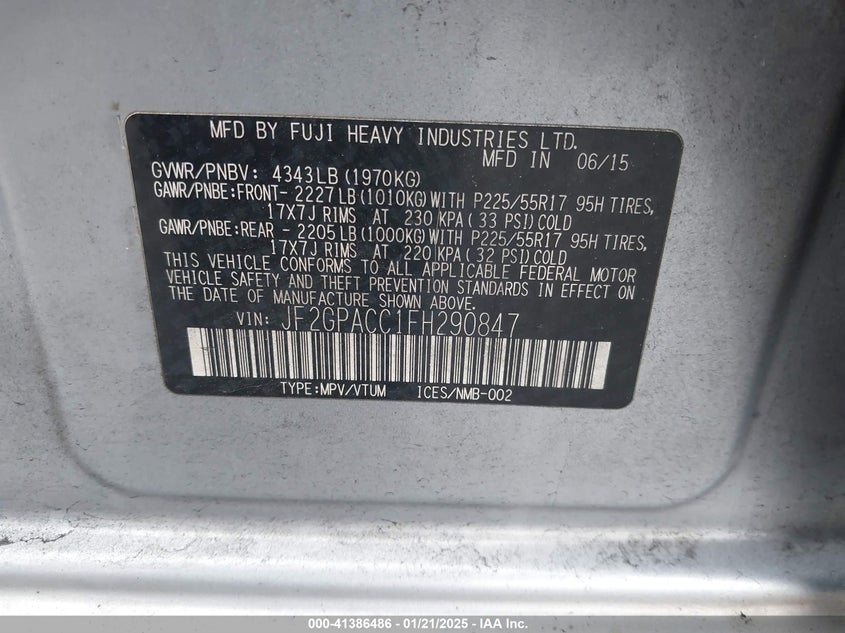 MFD BY FUJI HEAVY INDUSTRIES LTD.
MFD IN 06/15
GVWR/PNBV: 4343LB(1970KG)
GAWR/PNBE:FRONT-2227LB(1010KG)WITH P225/55R17 95H TIRES,
17X7J RIMS AT 230 KPA(33 PSI)COLD
GAWR/PNBE:REAR -2205LB(1000KG)WITH P225/55R17 95H TIRES,
17X7J RIMS AT 220 KPA(32 PSI)COLD
THIS VEHICLE CONFORMS TO ALL APPLICABLE FEDERAL MOTOR
VEHICLE SAFETY AND THEFT PREVENTION STANDARDS IN EFFECT ON
THE DATE OF MANUFACTURE SHOWN ABOVE.
VIN: JF2GPACC1FH290847
TYPE:MPV/VTUM ICES/NMB-002
000-41386486 - 01/21/2025 - IAA Inc.